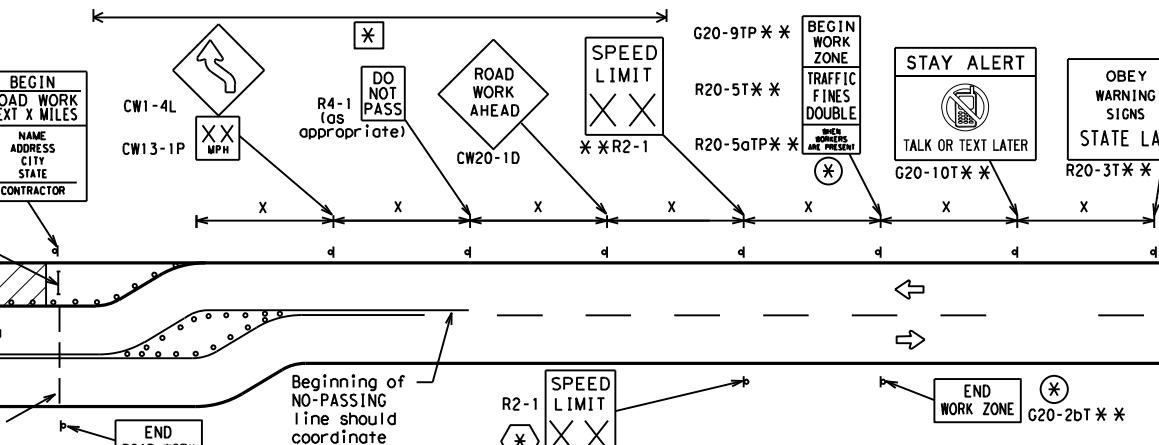 BEGIN
OAD WORK
EXT X MILES
NAME
ADDRESS
CITY
STATE
CONTRACTOR
CW1-4L
CW13-1P
XX
MPH
*
R4-1
(as
appropriate)
DO
NOT
PASS
ROAD
WORK
AHEAD
CW20-1D
SPEED
LIMIT
X X
**R2-1
G20-9TP**
R20-5T**
R20-5aTP**
BEGIN
WORK
ZONE
TRAFFIC
FINES
DOUBLE
WHEN
WORKERS
ARE PRESENT
*
STAY ALERT
TALK OR TEXT LATER
G20-10T**
OBEY
WARNING
SIGNS
STATE LA
R20-3T**
X X X X X X X
Beginning of
NO-PASSING
line should
coordinate
R2-1
*
SPEED
LIMIT
X X
END
WORK ZONE
*
G20-2bT**
END